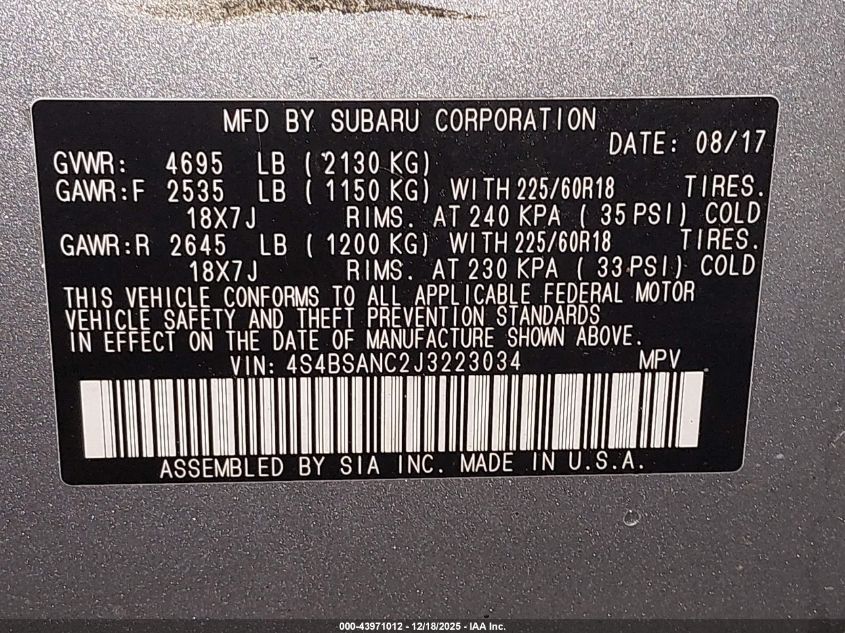 MFD BY SUBARU CORPORATION
DATE: 08/17
GVWR: 4695 LB ( 2130 KG)
GAWR:F 2535 LB ( 1150 KG) WITH 225/60R18 TIRES.
18X7J RIMS. AT 240 KPA ( 35 PSI) COLD
GAWR:R 2645 LB ( 1200 KG) WITH 225/60R18 TIRES.
18X7J RIMS. AT 230 KPA ( 33 PSI) COLD
THIS VEHICLE CONFORMS TO ALL APPLICABLE FEDERAL MOTOR
VEHICLE SAFETY AND THEFT PREVENTION STANDARDS
IN EFFECT ON THE DATE OF MANUFACTURE SHOWN ABOVE.
VIN: 4S4BSANC2J3223034 MPV
ASSEMBLED BY SIA INC. MADE IN U.S.A.
000-43971012 - 12/18/2025 - IAA Inc.